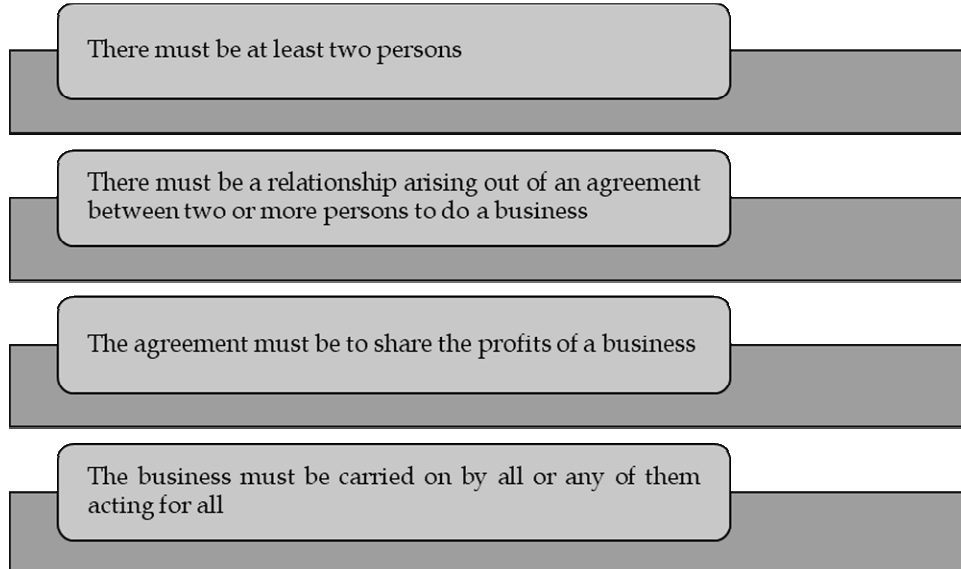 There must be at least two persons
There must be a relationship arising out of an agreement
between two or more persons to do a business
The agreement must be to share the profits of a business
The business must be carried on by all or any of them
acting for all